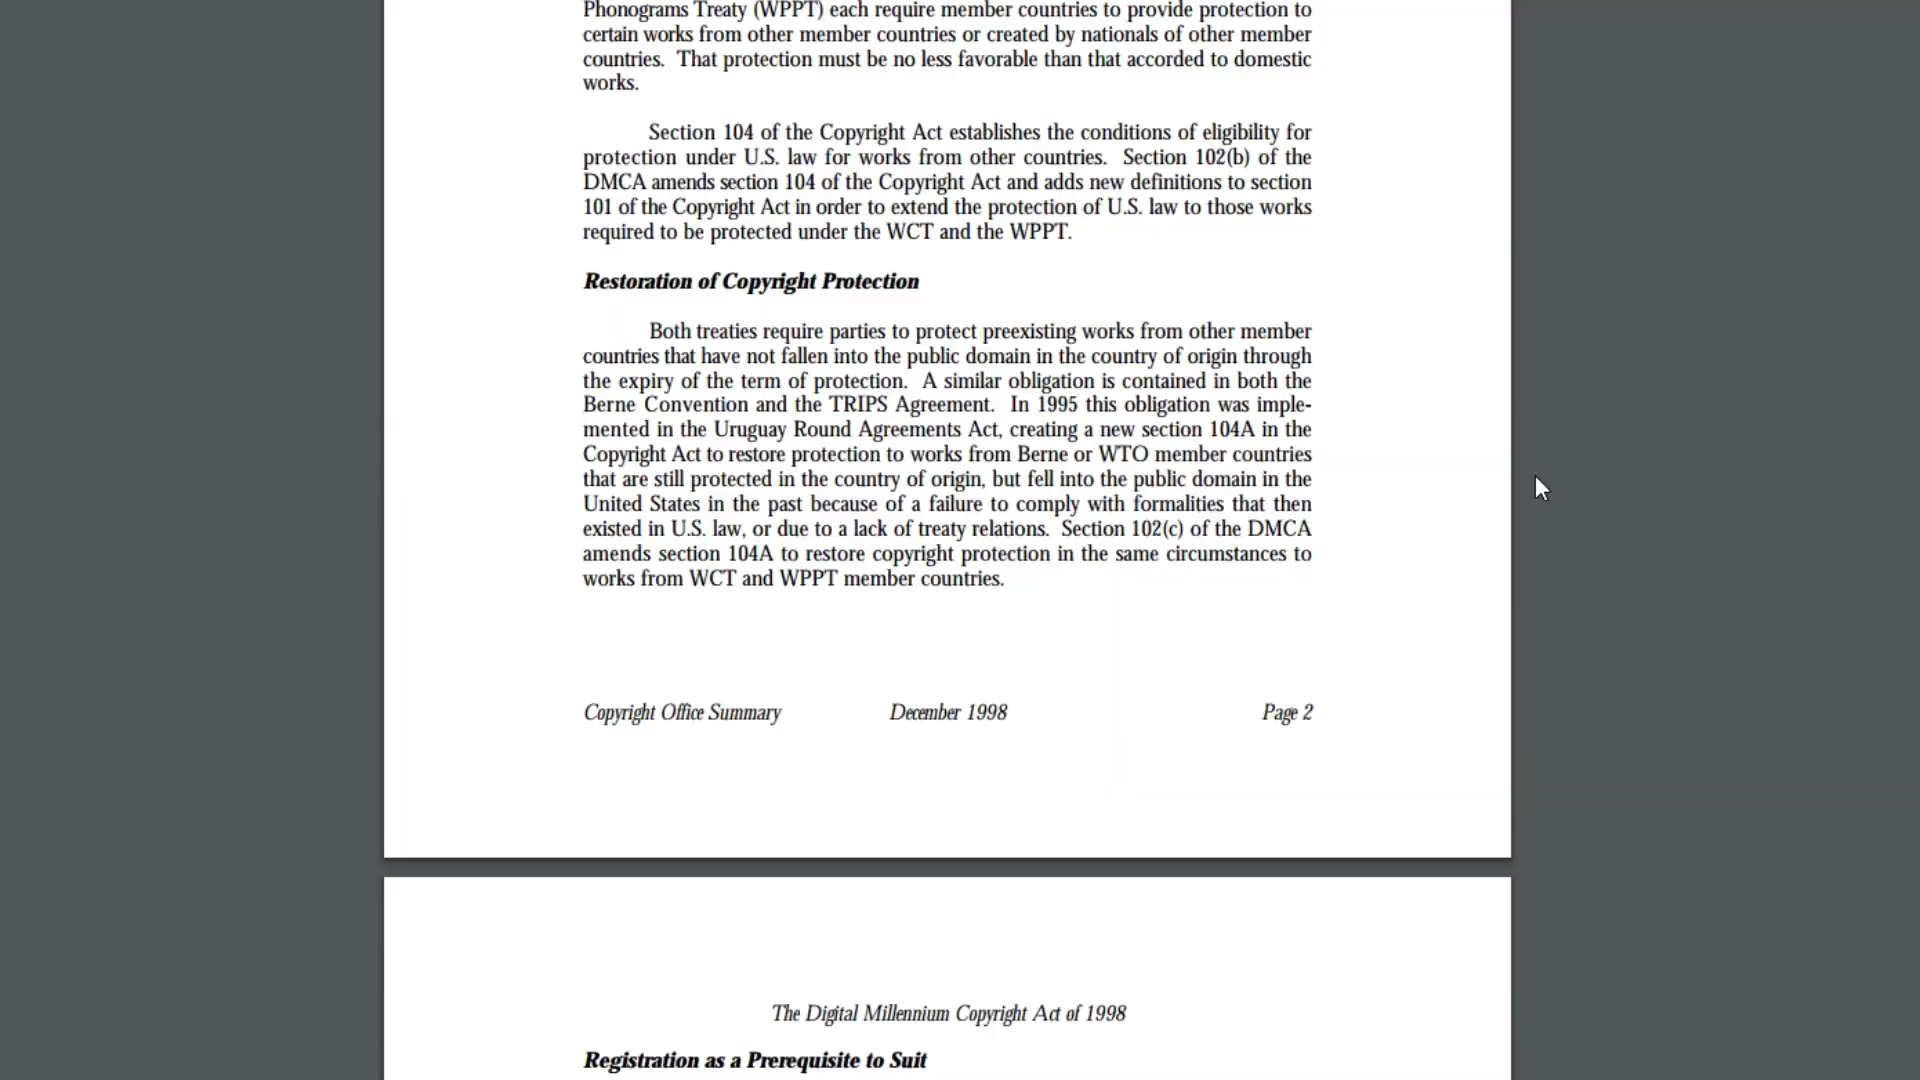 Phonograms Treaty (WPPT) each require member countries to provide protection to
certain works from other member countries or created by nationals of other member
countries.  That protection must be no less favorable than that accorded to domestic
works.
Section 104 of the Copyright Act establishes the conditions of eligibility for
protection under U.S. law for works from other countries.  Section 102(b) of the
DMCA amends section 104 of the Copyright Act and adds new definitions to section
101 of the Copyright Act in order to extend the protection of U.S. law to those works
required to be protected under the WCT and the WPPT.
Restoration of Copyright Protection
Both treaties require parties to protect preexisting works from other member
countries that have not fallen into the public domain in the country of origin through
the expiry of the term of protection.  A similar obligation is contained in both the
Berne Convention and the TRIPS Agreement.  In 1995 this obligation was imple-
mented in the Uruguay Round Agreements Act, creating a new section 104A in the
Copyright Act to restore protection to works from Berne or WTO member countries
that are still protected in the country of origin, but fell into the public domain in the
United States in the past because of a failure to comply with formalities that then
existed in U.S. law, or due to a lack of treaty relations.  Section 102(c) of the DMCA
amends section 104A to restore copyright protection in the same circumstances to
works from WCT and WPPT member countries.
Copyright Office Summary December 1998 Page 2
The Digital Millennium Copyright Act of 1998
Registration as a Prerequisite to Suit